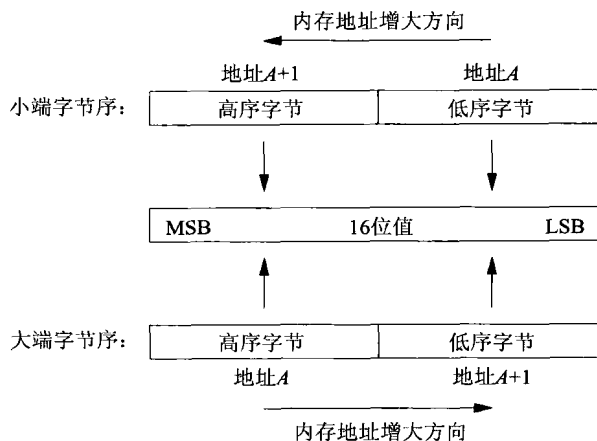 内存地址增大方向
地址A+1 地址A
小端字节序: 高序字节 低序字节
MSB 16位值 LSB
大端字节序: 高序字节 低序字节
地址A 地址A+1
内存地址增大方向